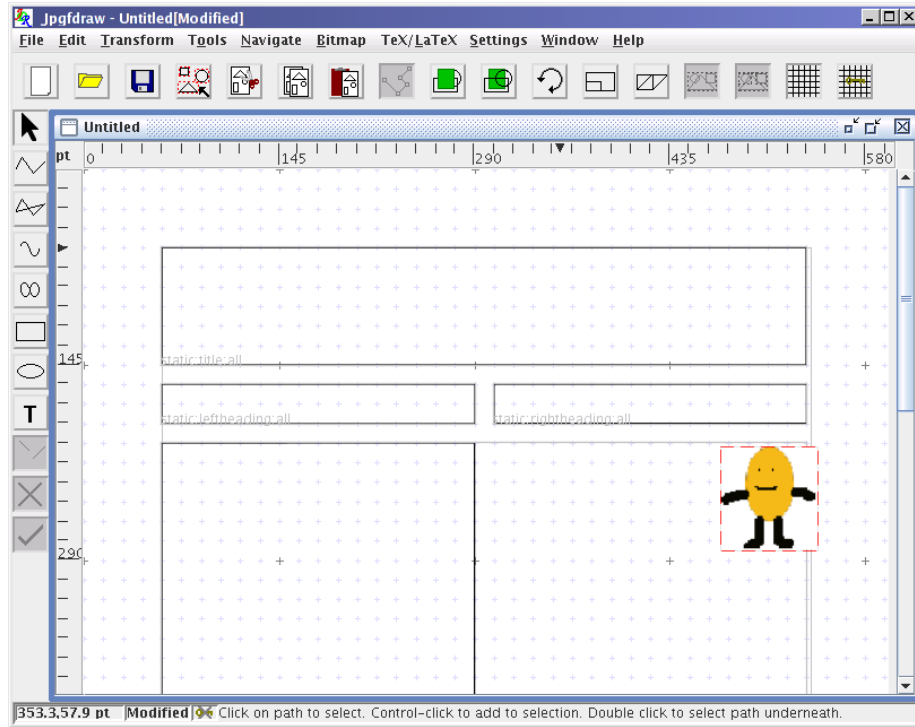 Jpgfdraw - Untitled[Modified]
File Edit Transform Tools Navigate Bitmap TeX/LaTeX Settings Window Help
Untitled
pt 0 145 290 435 580
145
static:title:all
static:leftheading:all static:rightheading:all
290
T
353.3,57.9 pt Modified Click on path to select. Control-click to add to selection. Double click to select path underneath.